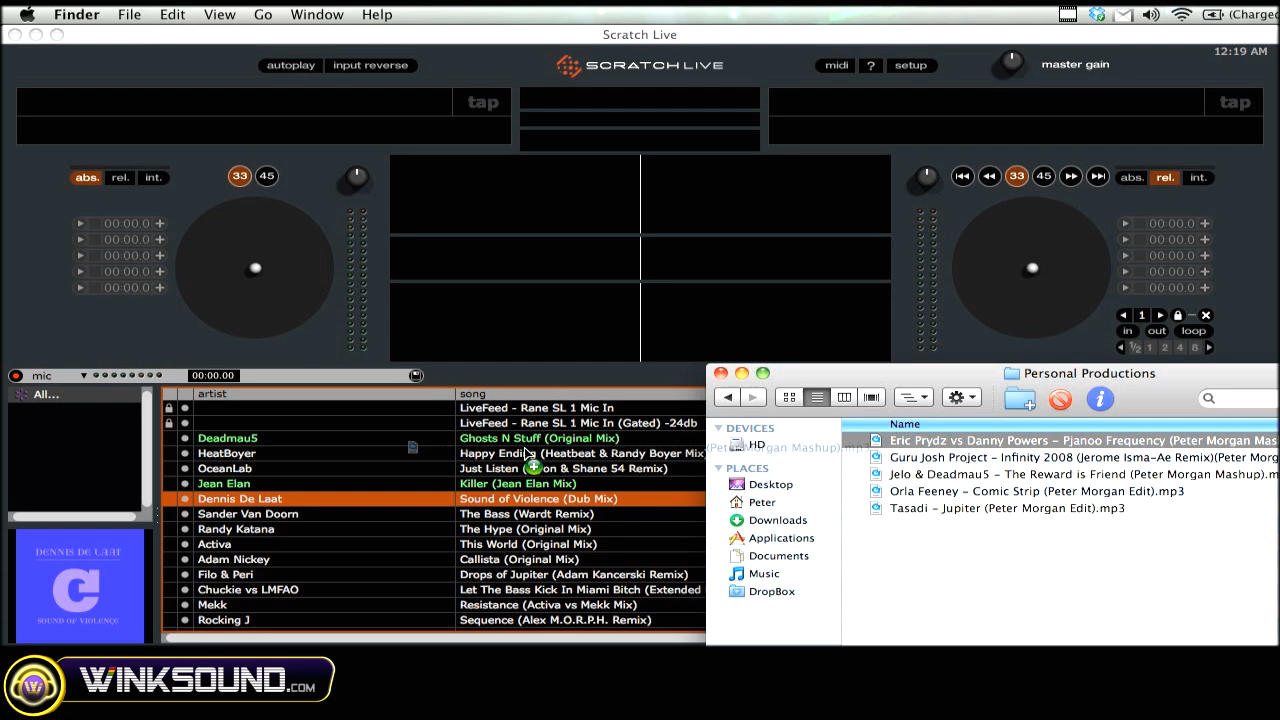 Finder File Edit View Go Window Help (Charged
Scratch Live
12:19 AM
autoplay input reverse SCRATCH LIVE midi ? setup master gain
tap tap
abs. rel. int. 33 45 33 45 abs. rel. int.
00:00.0 00:00.0
00:00.0 00:00.0
00:00.0 00:00.0
00:00.0 00:00.0
00:00.0 00:00.0
1
in out loop
1/2 1 2 4 8
mic 00:00.00
All...
artist song
LiveFeed - Rane SL 1 Mic In
LiveFeed - Rane SL 1 Mic In (Gated) -24db
Deadmau5 Ghosts N Stuff (Original Mix)
HeatBoyer Happy Ending (Heatbeat & Randy Boyer Mix
OceanLab Just Listen ( on & Shane 54 Remix)
Jean Elan Killer (Jean Elan Mix)
Dennis De Laat Sound of Violence (Dub Mix)
Sander Van Doorn The Bass (Wardt Remix)
Randy Katana The Hype (Original Mix)
Activa This World (Original Mix)
Adam Nickey Callista (Original Mix)
Filo & Peri Drops of Jupiter (Adam Kancerski Remix)
Chuckie vs LMFAO Let The Bass Kick In Miami Bitch (Extended
Mekk Resistance (Activa vs Mekk Mix)
Rocking J Sequence (Alex M.O.R.P.H. Remix)
DENNIS DE LAAT
SOUND OF VIOLENCE
Personal Productions
DEVICES
HD
PLACES
Desktop
Peter
Downloads
Applications
Documents
Music
DropBox
Name
(Peter Morgan Mashup).mp3
Eric Prydz vs Danny Powers - Pjanoo Frequency (Peter Morgan Mas
Guru Josh Project - Infinity 2008 (Jerome Isma-Ae Remix)(Peter Morgan
Jelo & Deadmau5 - The Reward is Friend (Peter Morgan Mashup)
Orla Feeney - Comic Strip (Peter Morgan Edit).mp3
Tasadi - Jupiter (Peter Morgan Edit).mp3
WINKSOUND.COM